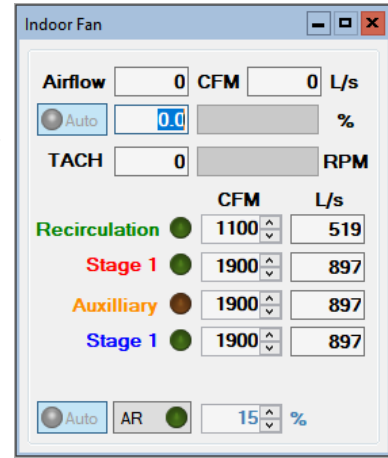 Indoor Fan
Airflow 0 CFM 0 L/s
Auto 0.0 %
TACH 0 RPM
CFM L/s
Recirculation 1100 519
Stage 1 1900 897
Auxilliary 1900 897
Stage 1 1900 897
Auto AR 15 %